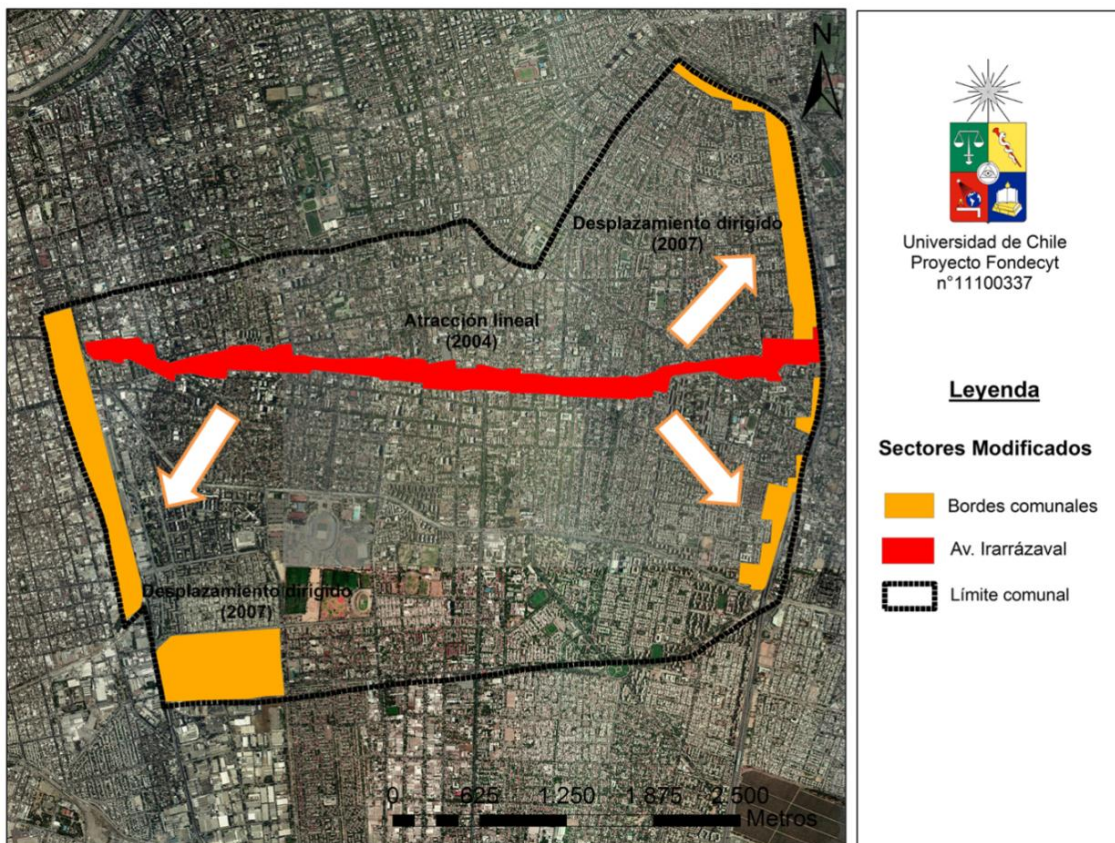 N
Desplazamiento dirigido
(2007)
Atracción lineal
(2004)
Desplazamiento dirigido
(2007)
0 625 1.250 1.875 2.500
Metros
Universidad de Chile
Proyecto Fondecyt
n°11100337
Leyenda
Sectores Modificados
Bordes comunales
Av. Irarrázaval
Límite comunal